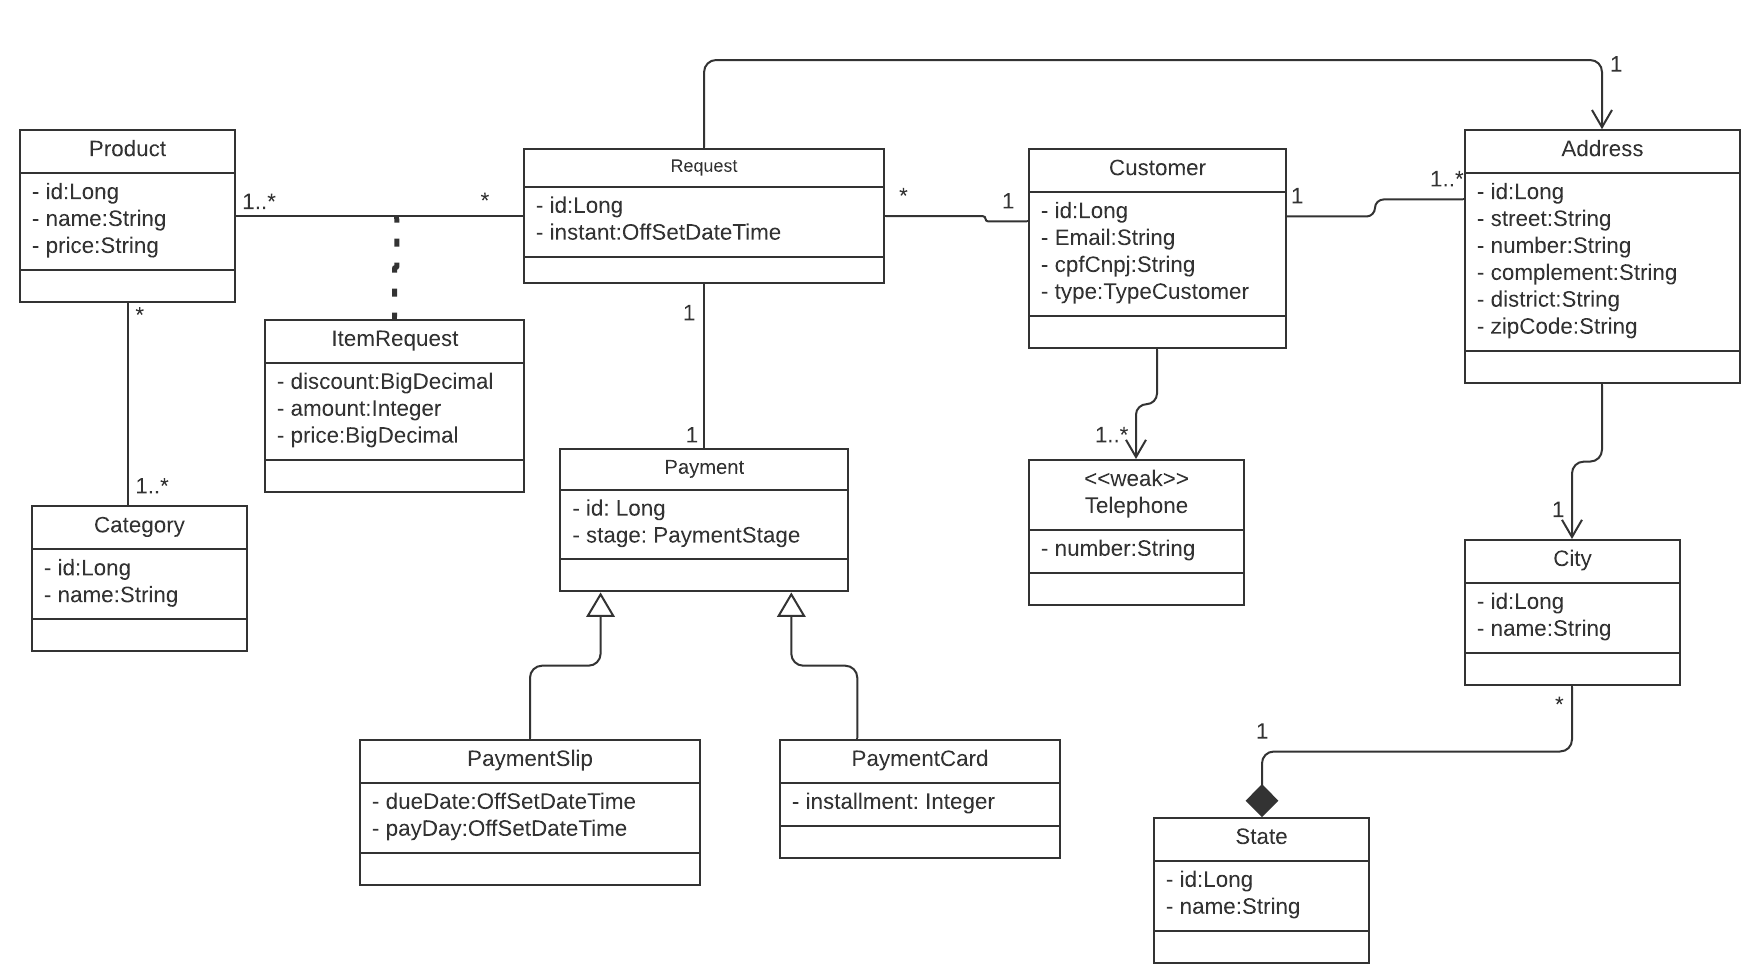 1
Product
- id:Long
- name:String
- price:String
1..*
*
Request
- id:Long
- instant:OffSetDateTime
*
1
Customer
- id:Long
- Email:String
- cpfCnpj:String
- type:TypeCustomer
1
1..*
Address
- id:Long
- street:String
- number:String
- complement:String
- district:String
- zipCode:String
*
1..*
Category
- id:Long
- name:String
ItemRequest
- discount:BigDecimal
- amount:Integer
- price:BigDecimal
1
1
Payment
- id: Long
- stage: PaymentStage
1..*
<<weak>>
Telephone
- number:String
1
City
- id:Long
- name:String
*
1
PaymentSlip
- dueDate:OffSetDateTime
- payDay:OffSetDateTime
PaymentCard
- installment: Integer
State
- id:Long
- name:String